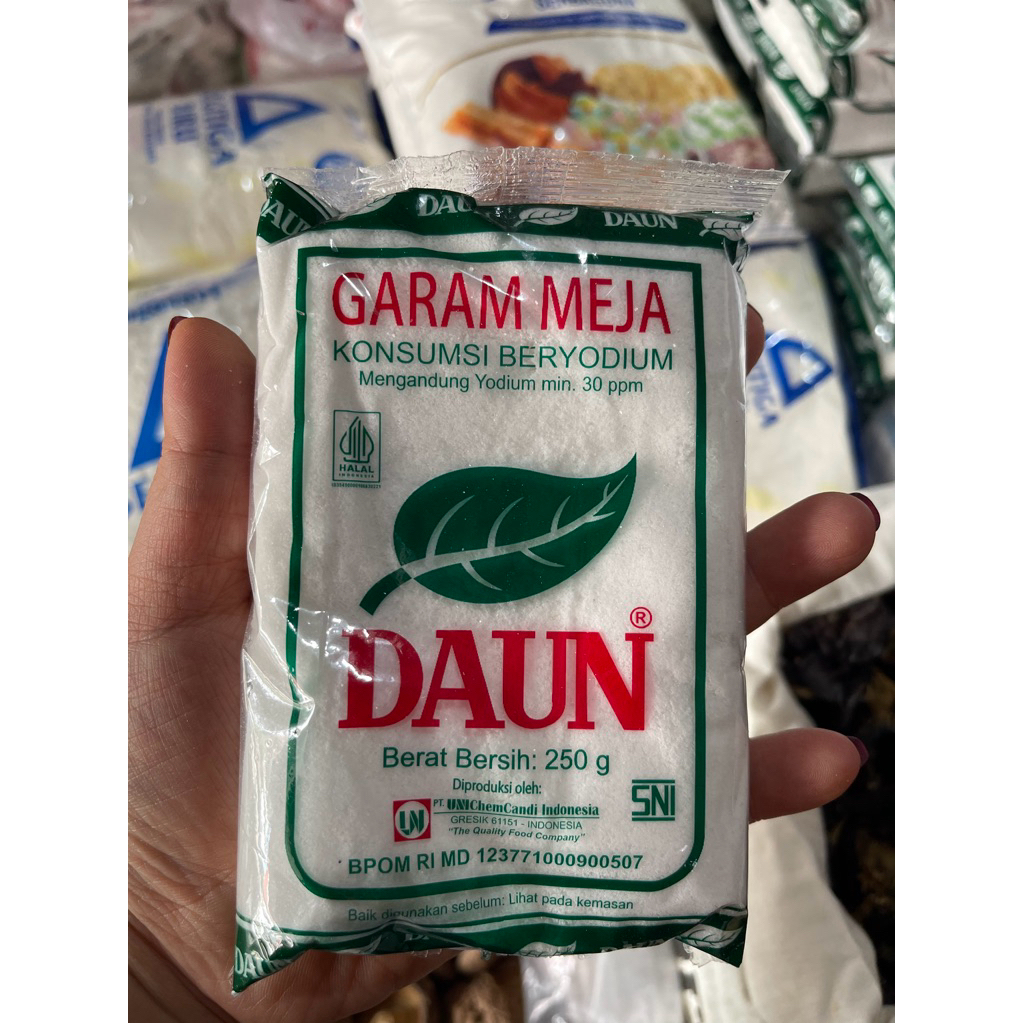 DAUN
GARAM MEJA
KONSUMSI BERYODIUM
Mengandung Yodium min. 30 ppm
HALAL
INDONESIA
DAUN®
Berat Bersih: 250 g
Diproduksi oleh:
PT. UNIChemCandi Indonesia
GRESIK 61151 - INDONESIA
"The Quality Food Company"
UN
SNI
BPOM RI MD 123771000900507
Baik digunakan sebelum: Lihat pada kemasan